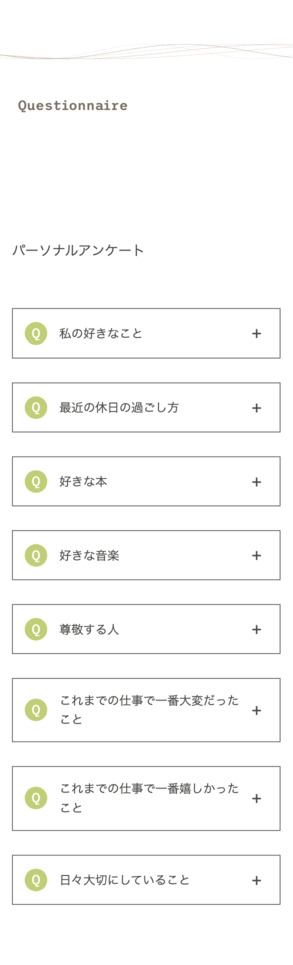 Questionnaire
パーソナルアンケート
Q 私の好きなこと +
Q 最近の休日の過ごし方 +
Q 好きな本 +
Q 好きな音楽 +
Q 尊敬する人 +
Q これまでの仕事で一番大変だった
こと +
Q これまでの仕事で一番嬉しかった
こと +
Q 日々大切にしていること +